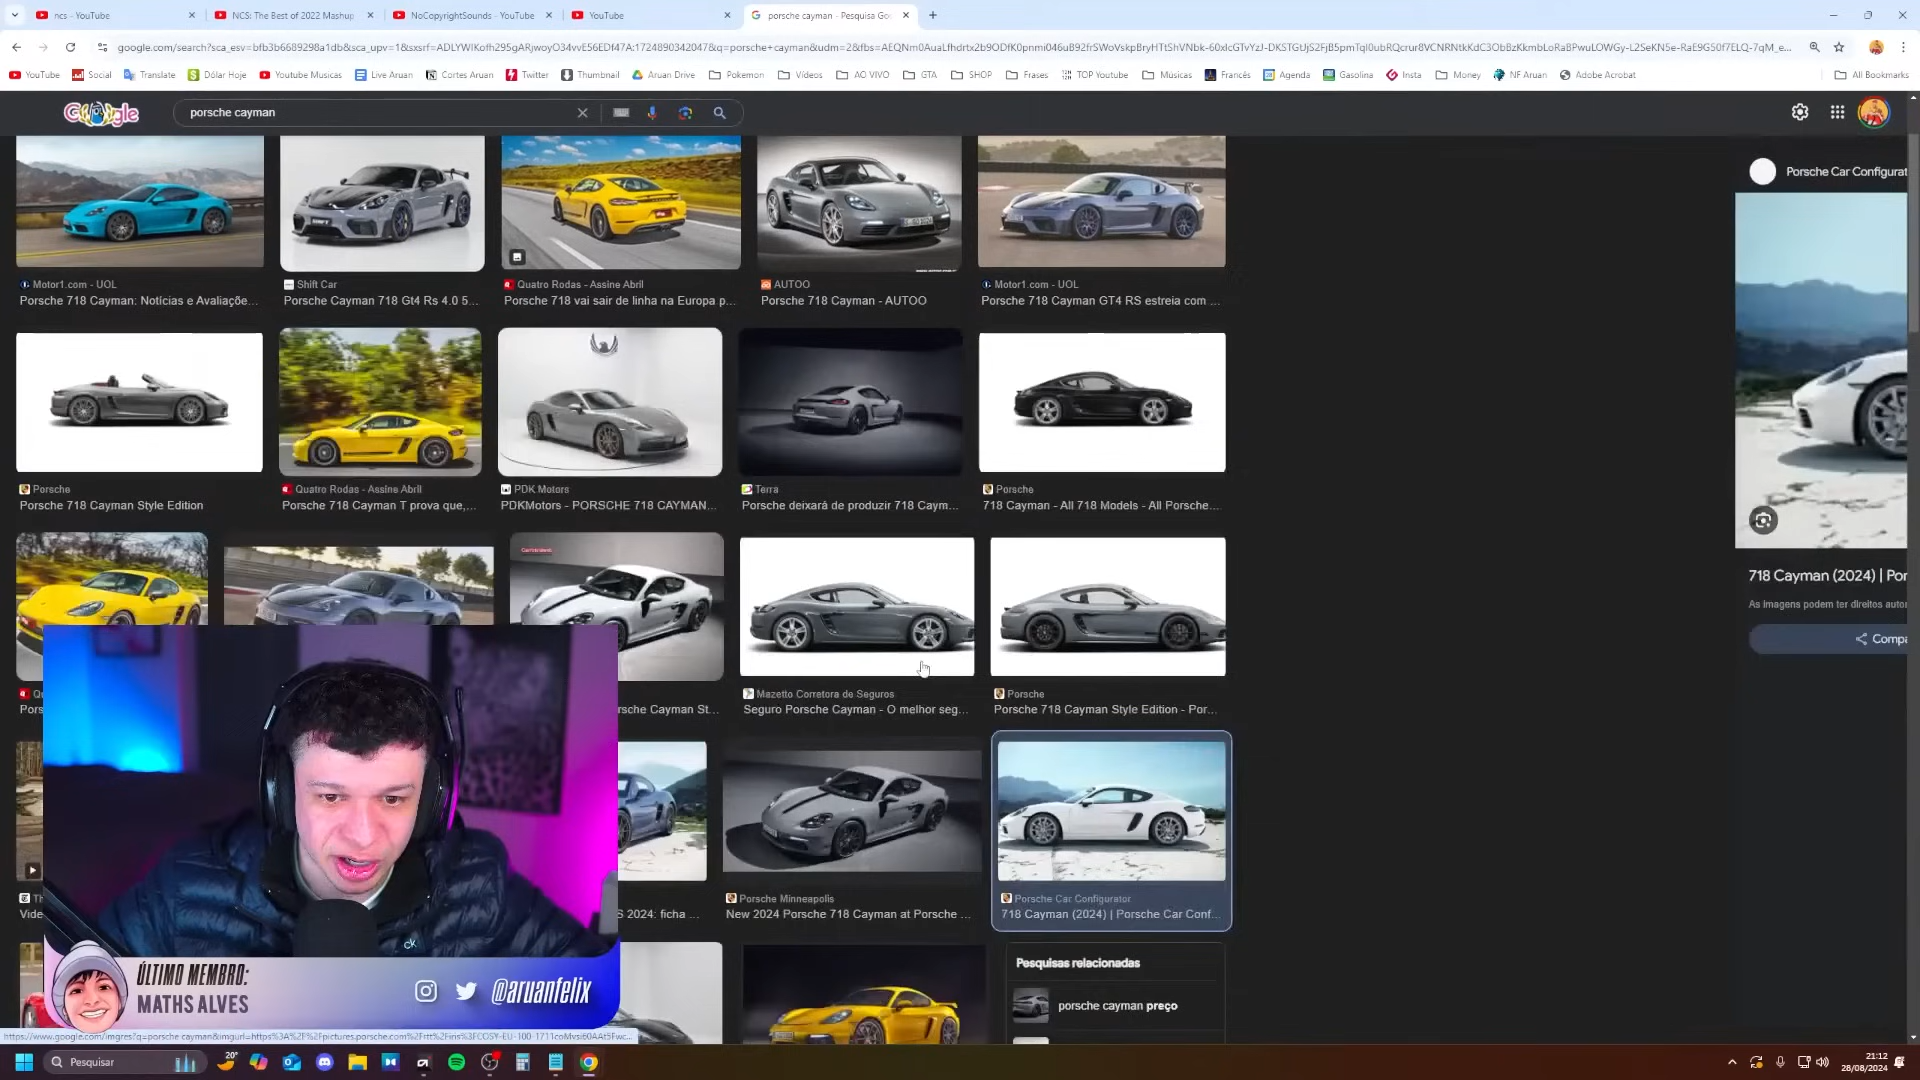 ncs - YouTube
NCS: The Best of 2022 Mashup
NoCopyrightSounds - YouTube
YouTube
porsche cayman - Pesquisa Go
YouTube
Social
Translate
Dólar Hoje
Youtube Musicas
Live Aruan
Cortes Aruan
Twitter
Thumbnail
Aruan Drive
Pokemon
Vídeos
AO VIVO
GTA
SHOP
Frases
TOP Youtube
Músicas
Francês
Agenda
Gasolina
Insta
Money
NF Aruan
Adobe Acrobat
All Bookmarks
porsche cayman
Porsche Car Configurat
Motor1.com - UOL
Porsche 718 Cayman: Notícias e Avaliaçõe...
Shift Car
Porsche Cayman 718 Gt4 Rs 4.0 5...
Quatro Rodas - Assine Abril
Porsche 718 vai sair de linha na Europa p...
AUTOO
Porsche 718 Cayman - AUTOO
Motor1.com - UOL
Porsche 718 Cayman GT4 RS estreia com ...
Porsche
Porsche 718 Cayman Style Edition
Quatro Rodas - Assine Abril
Porsche 718 Cayman T prova que,...
PDK Motors
PDKMotors - PORSCHE 718 CAYMAN...
Terra
Porsche deixará de produzir 718 Caym...
Porsche
718 Cayman - All 718 Models - All Porsche...
718 Cayman (2024) | Por
As imagens podem ter direitos autor
Compa
rsche Cayman St...
Mazetto Corretora de Seguros
Seguro Porsche Cayman - O melhor seg...
Porsche
Porsche 718 Cayman Style Edition - Por...
S 2024: ficha ...
Porsche Minneapolis
New 2024 Porsche 718 Cayman at Porsche ...
Porsche Car Configurator
718 Cayman (2024) | Porsche Car Conf...
Pesquisas relacionadas
porsche cayman preço
ÚLTIMO MEMBRO:
MATHS ALVES
@aruanfelix
Pesquisar
20°
21:12
28/08/2024